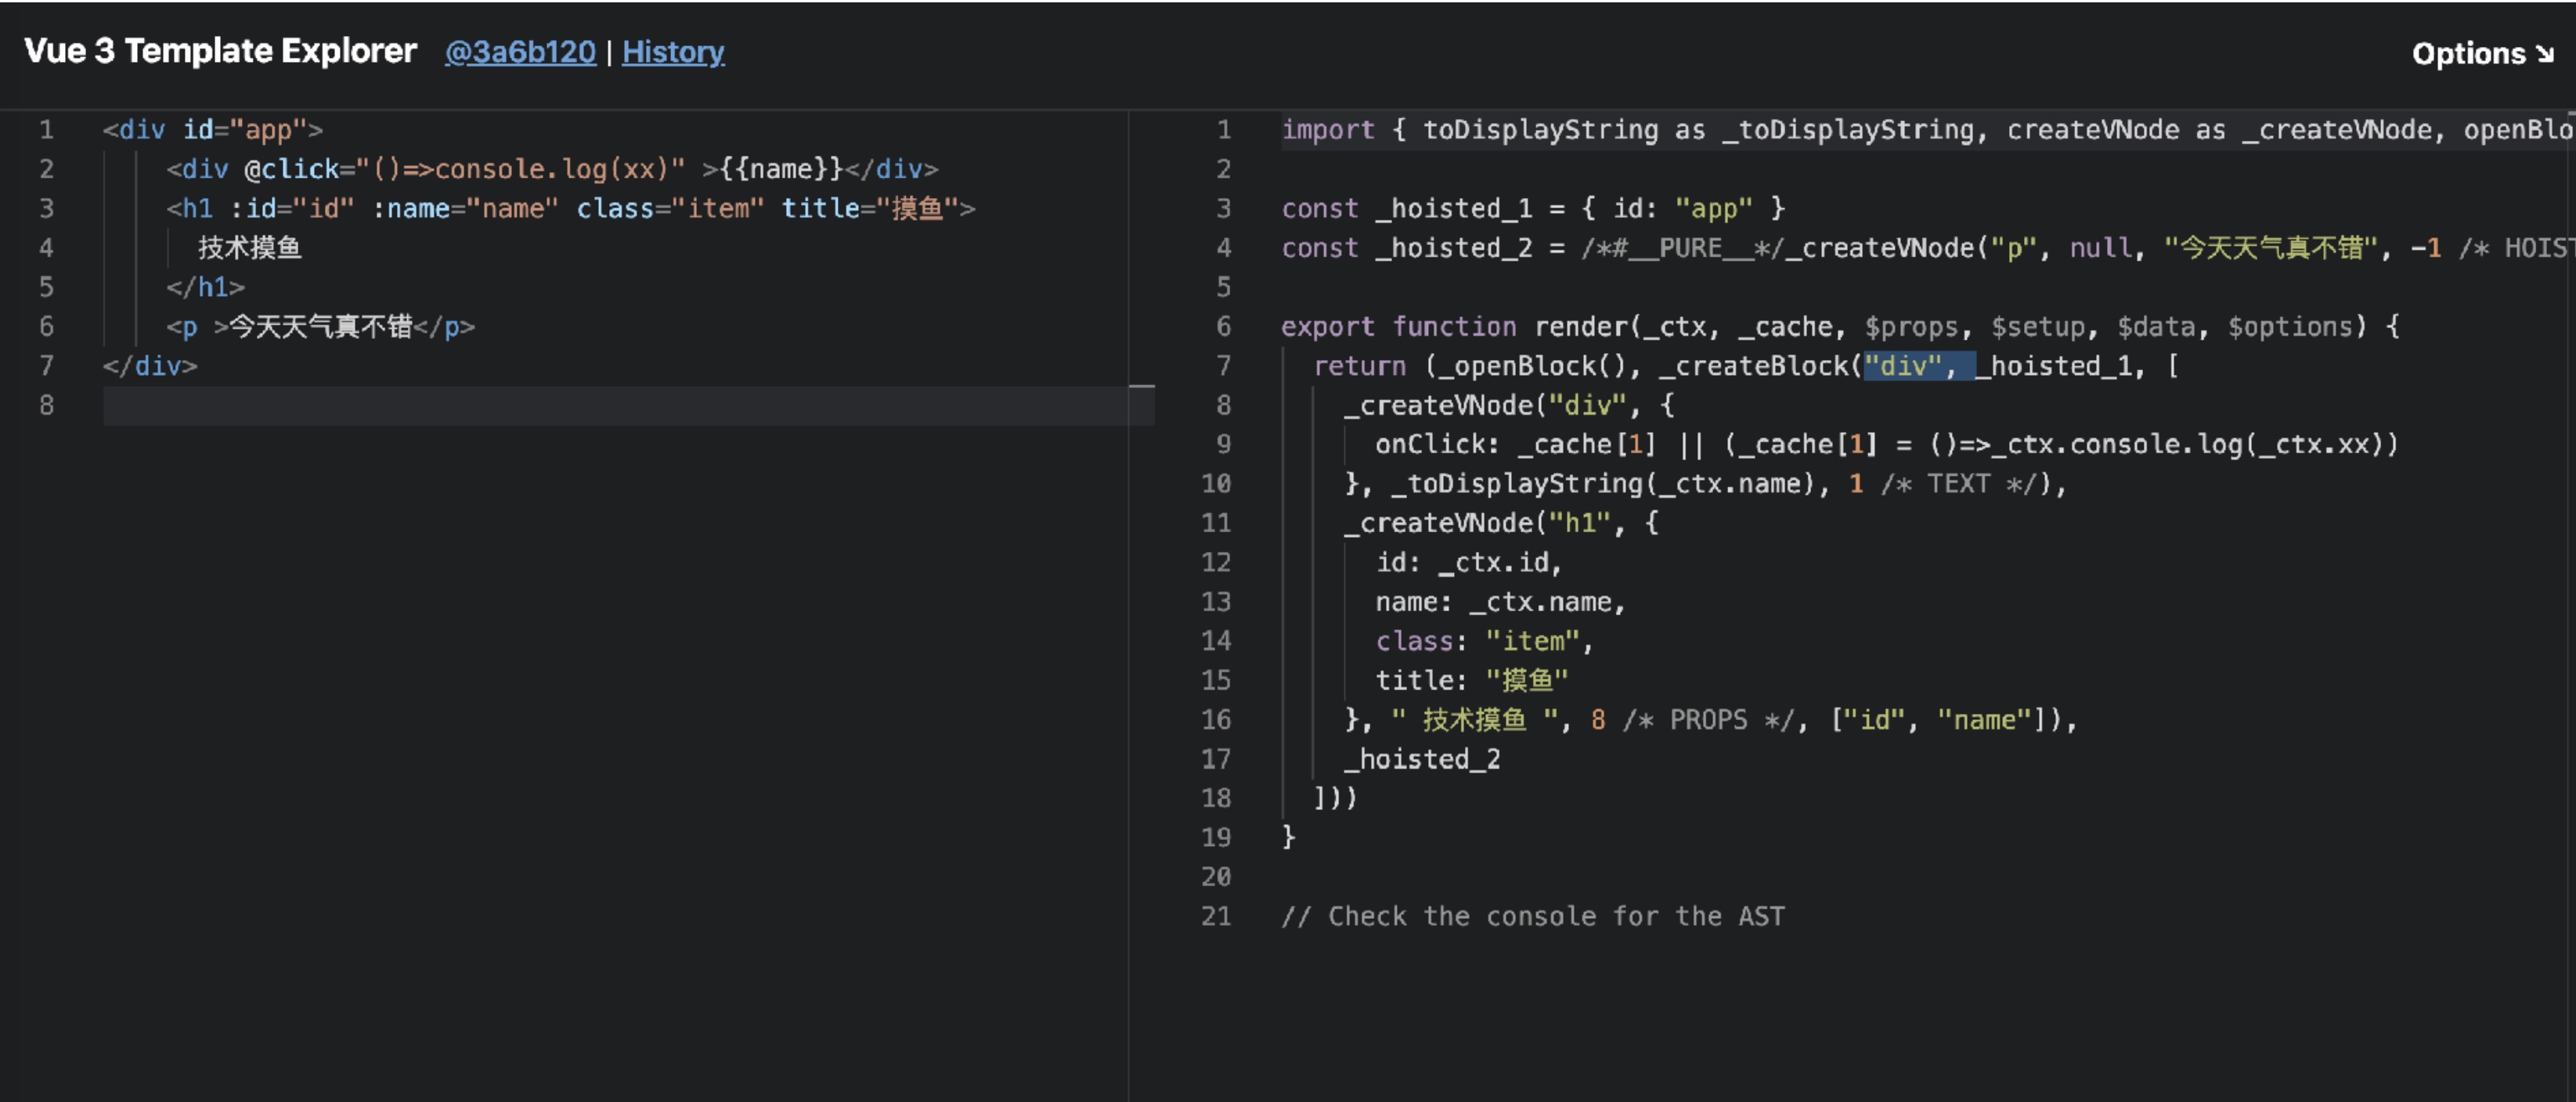 Vue 3 Template Explorer @3a6b120 | History
Options ↘
1 <div id="app">
2 <div @click="()=>console.log(xx)" >{{name}}</div>
3 <h1 :id="id" :name="name" class="item" title="摸鱼">
4 技术摸鱼
5 </h1>
6 <p >今天天气真不错</p>
7 </div>
8
1 import { toDisplayString as _toDisplayString, createVNode as _createVNode, openBlo
2
3 const _hoisted_1 = { id: "app" }
4 const _hoisted_2 = /*#__PURE__*/_createVNode("p", null, "今天天气真不错", -1 /* HOIS
5
6 export function render(_ctx, _cache, $props, $setup, $data, $options) {
7 return (_openBlock(), _createBlock("div", _hoisted_1, [
8 _createVNode("div", {
9 onClick: _cache[1] || (_cache[1] = ()=>_ctx.console.log(_ctx.xx))
10 }, _toDisplayString(_ctx.name), 1 /* TEXT */),
11 _createVNode("h1", {
12 id: _ctx.id,
13 name: _ctx.name,
14 class: "item",
15 title: "摸鱼"
16 }, " 技术摸鱼 ", 8 /* PROPS */, ["id", "name"]),
17 _hoisted_2
18 ]))
19 }
20
21 // Check the console for the AST